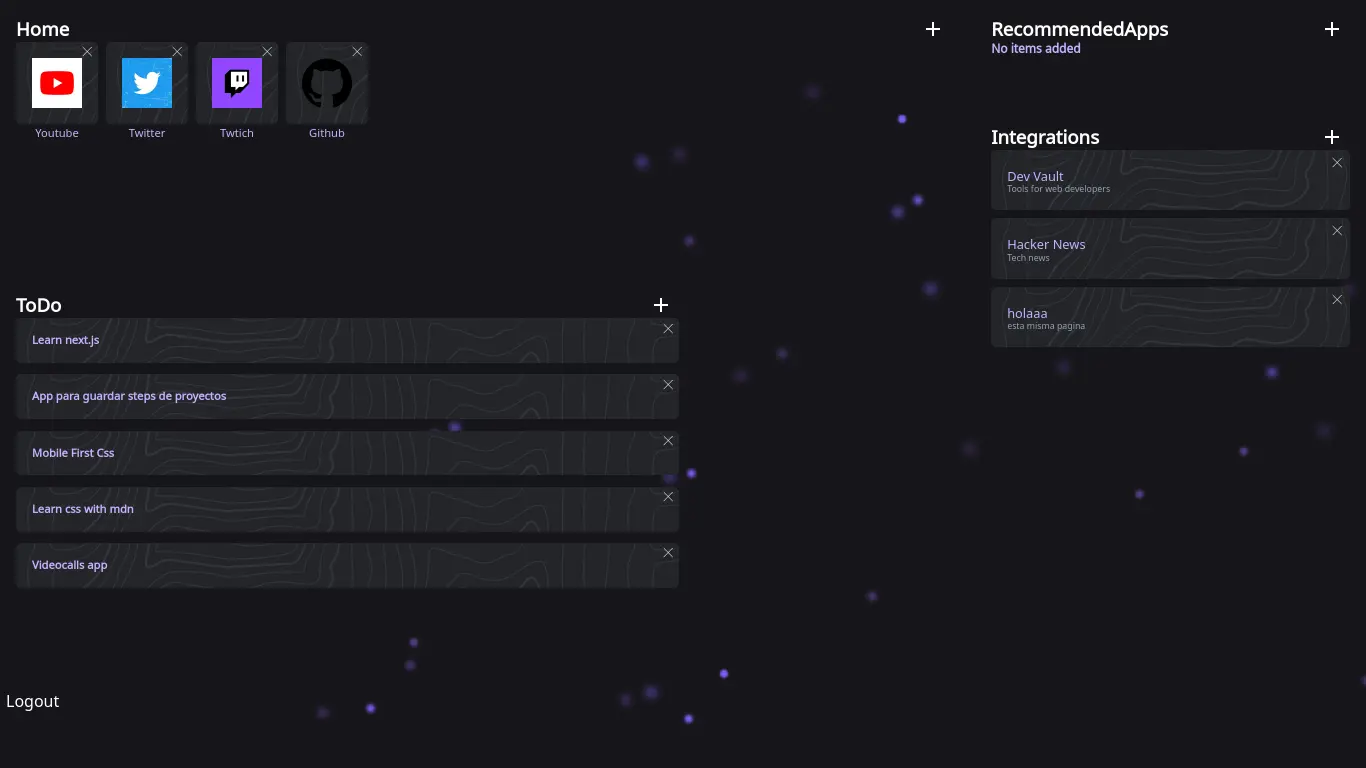 Home
Youtube
Twitter
Twtich
Github
RecommendedApps
No items added
Integrations
Dev Vault
Tools for web developers
Hacker News
Tech news
holaaa
esta misma pagina
ToDo
Learn next.js
App para guardar steps de proyectos
Mobile First Css
Learn css with mdn
Videocalls app
Logout